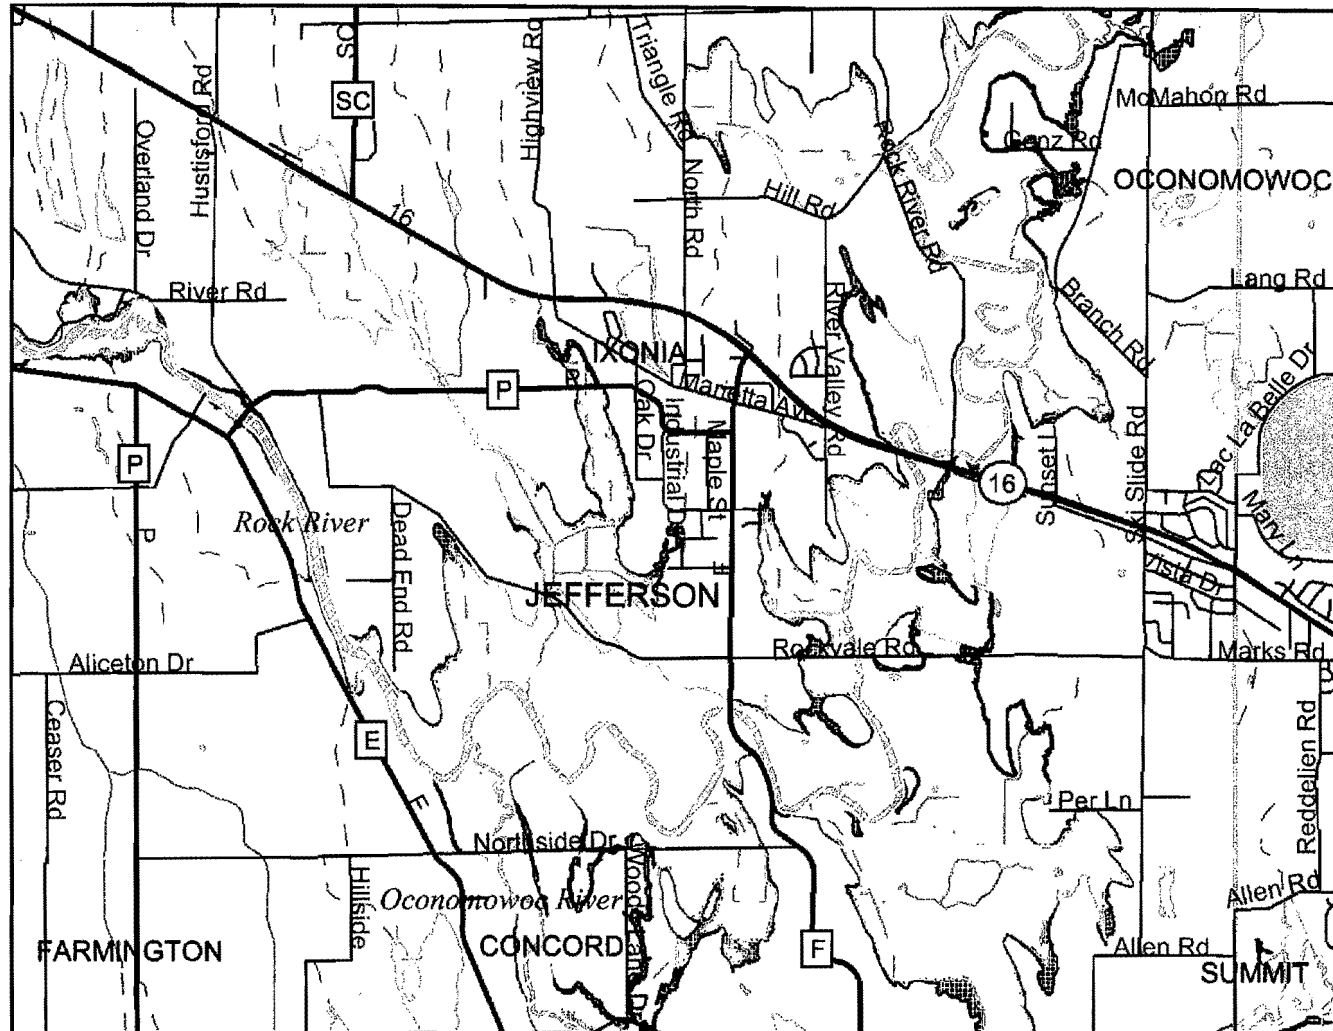 SC
SC
Triangle Rd
Highview Rd
Hustisford Rd
McMahon Rd
Overland Dr
Rock River Rd
Genz Rd
OCONOMOWOC
Hill Rd
North Rd
16
River Rd
Lang Rd
Branch Rd
River Valley Rd
IXONIA
P
Marietta Ave
Lac La Belle Dr
Oak Dr
Industrial Dr
Maple St
Ski Slide Rd
P
16
Sunset Ln
Mary Ln
Rock River
Dead End Rd
P
F
JEFFERSON
Vista Dr
Aliceton Dr
Rockvale Rd
Marks Rd
Ceaser Rd
E
Reddelien Rd
E
Per Ln
Northside Dr
Hillside
Oconomowoc River
Woods Land Dr
Allen Rd
FARMINGTON
CONCORD
F
Allen Rd
SUMMIT